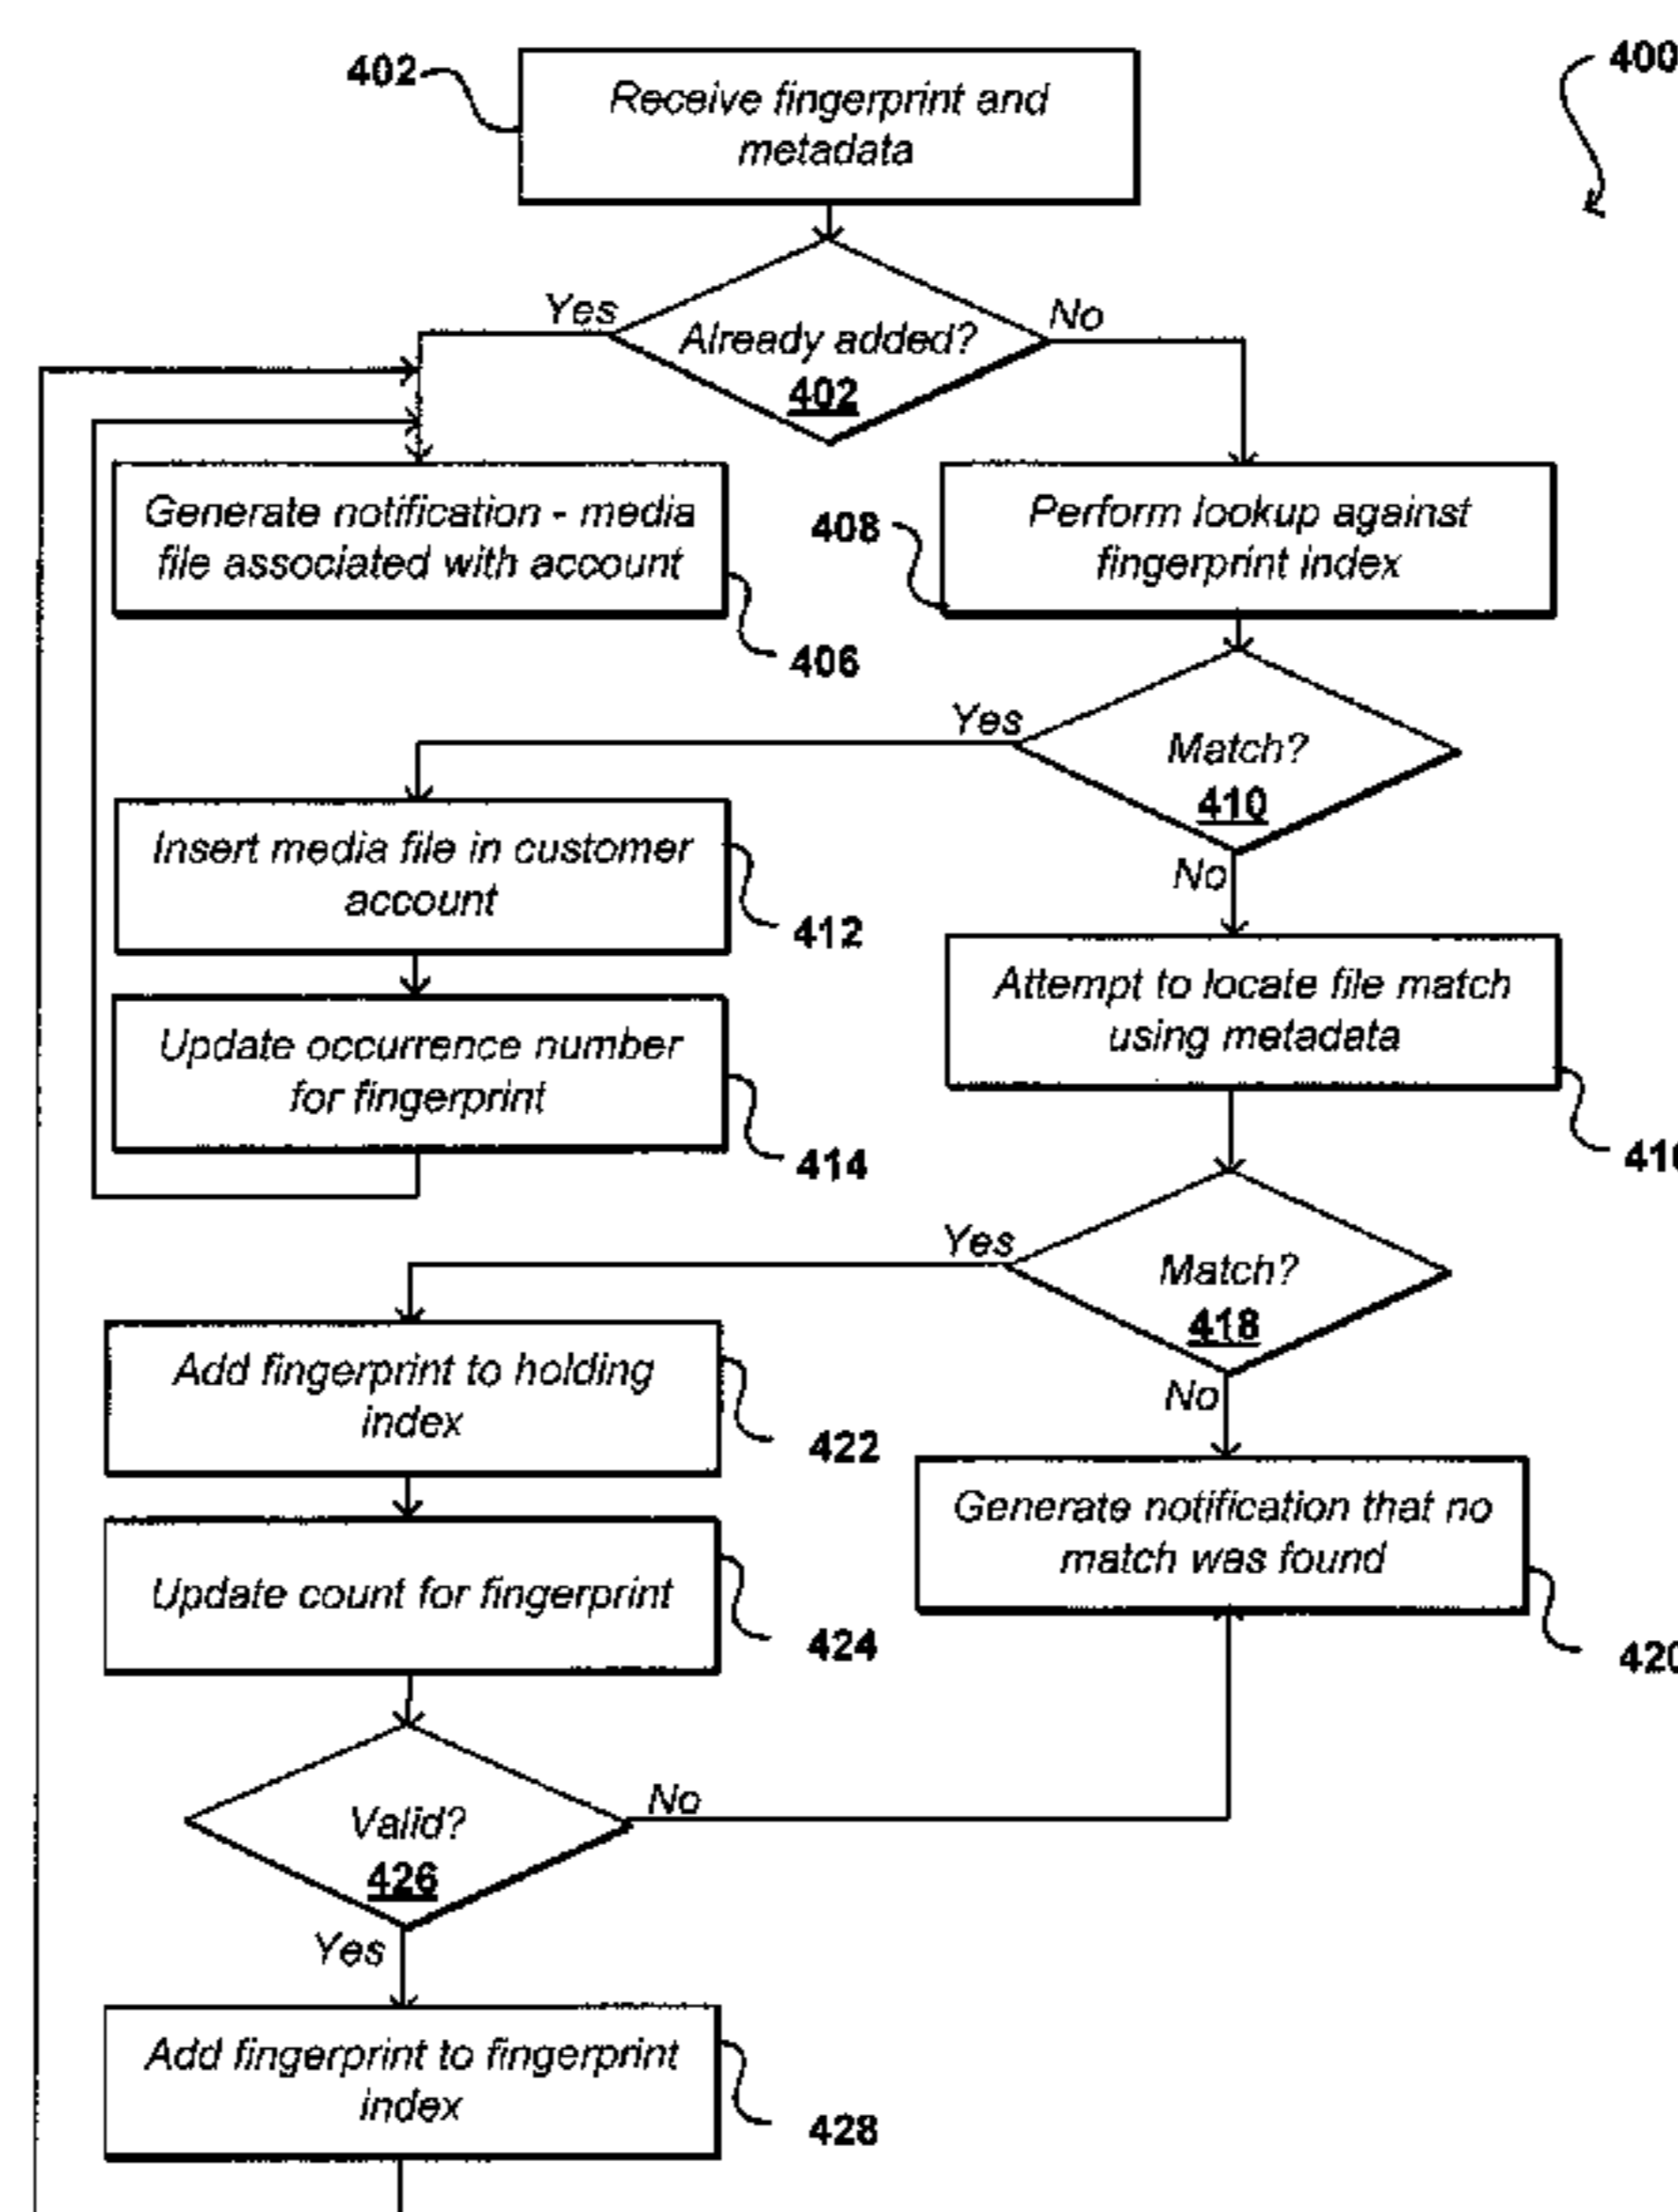 400
402
Receive fingerprint and
metadata
Yes
Already added?
402
No
Generate notification - media
file associated with account
406
408
Perform lookup against
fingerprint index
Yes
Match?
410
No
Insert media file in customer
account
412
Attempt to locate file match
using metadata
Update occurrence number
for fingerprint
414
Yes
Match?
418
No
Add fingerprint to holding
index
422
Generate notification that no
match was found
420
Update count for fingerprint
424
Valid?
426
No
Yes
Add fingerprint to fingerprint
index
428